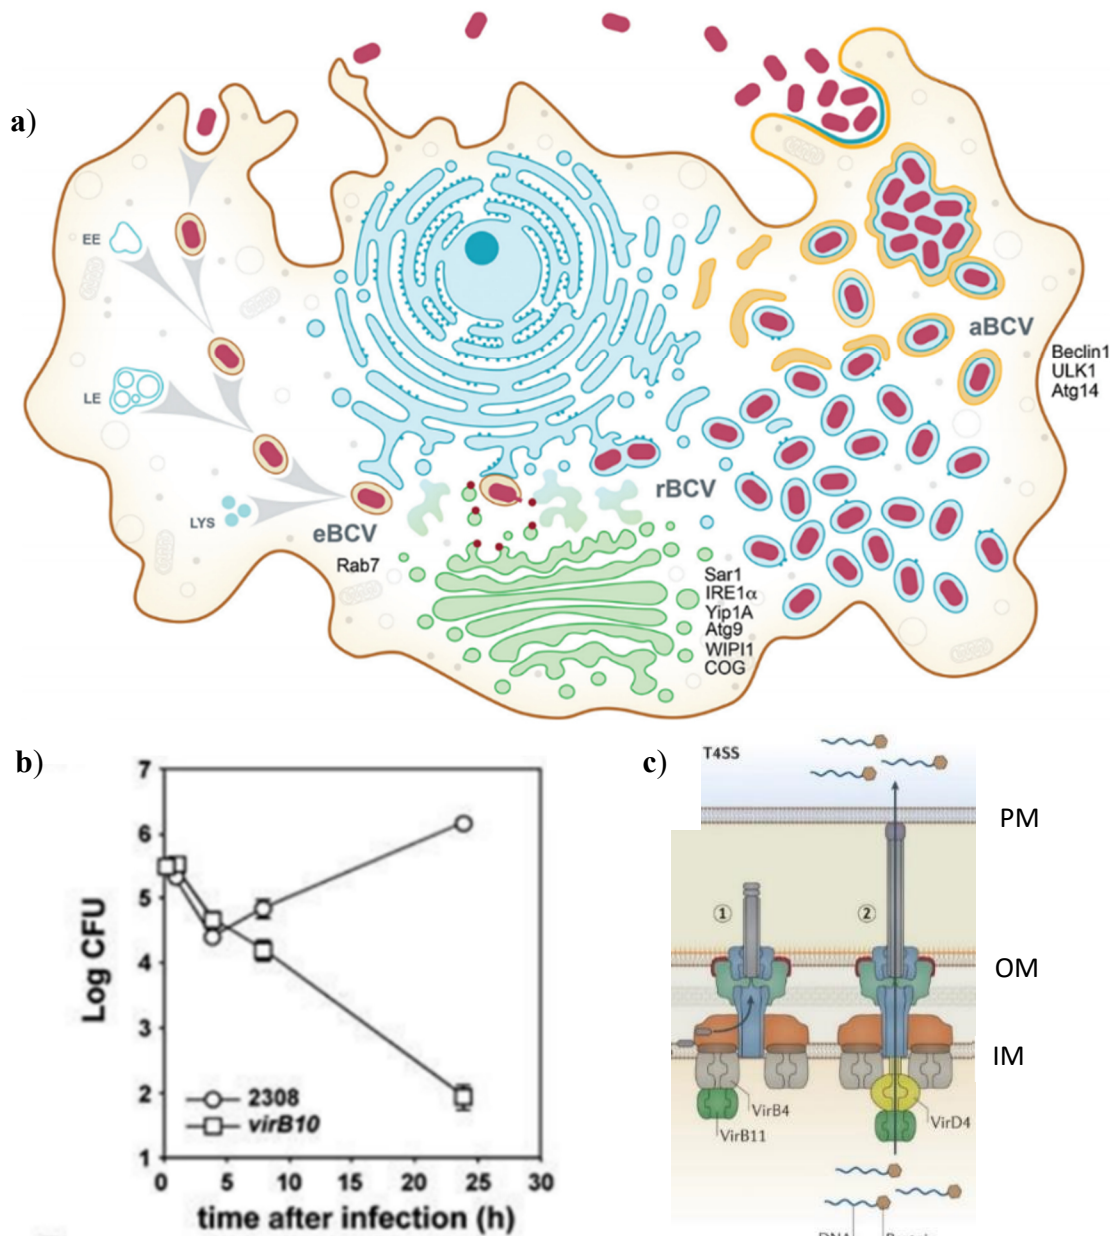 a)
EE
LE
LYS
eBCV
Rab7
rBCV
Sar1
IRE1α
Yip1A
Atg9
WIPI1
COG
aBCV
Beclin1
ULK1
Atg14
b)
7
6
5
4
3
2
1
Log CFU
2308
virB10
0
5
10
15
20
25
30
time after infection (h)
c)
T4SS
PM
1
2
OM
IM
VirB4
VirB11
VirD4